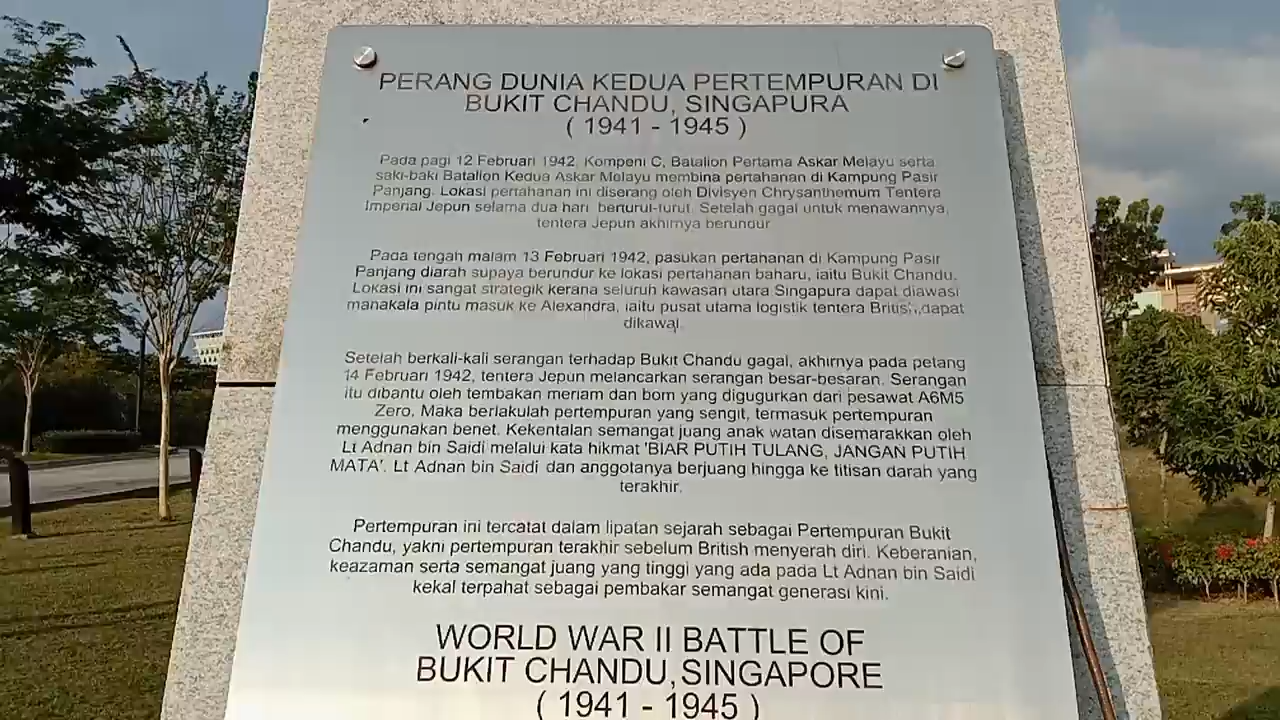 PERANG DUNIA KEDUA PERTEMPURAN DI
BUKIT CHANDU, SINGAPURA
( 1941 - 1945 )
Pada pagi 12 Februari 1942, Kompeni C, Batalion Pertama Askar Melayu serta
saki-baki Batalion Kedua Askar Melayu membina pertahanan di Kampung Pasir
Panjang. Lokasi pertahanan ini diserang oleh Divisyen Chrysanthemum Tentera
Imperial Jepun selama dua hari berturut-turut. Setelah gagal untuk menawannya,
tentera Jepun akhirnya berundur
Pada tengah malam 13 Februari 1942, pasukan pertahanan di Kampung Pasir
Panjang diarah supaya berundur ke lokasi pertahanan baharu, iaitu Bukit Chandu.
Lokasi ini sangat strategik kerana seluruh kawasan utara Singapura dapat diawasi
manakala pintu masuk ke Alexandra, iaitu pusat utama logistik tentera British, dapat
dikawal.
Setelah berkali-kali serangan terhadap Bukit Chandu gagal, akhirnya pada petang
14 Februari 1942, tentera Jepun melancarkan serangan besar-besaran. Serangan
itu dibantu oleh tembakan meriam dan bom yang digugurkan dari pesawat A6M5
Zero. Maka berlakulah pertempuran yang sengit, termasuk pertempuran
menggunakan benet. Kekentalan semangat juang anak watan disemarakkan oleh
Lt Adnan bin Saidi melalui kata hikmat 'BIAR PUTIH TULANG, JANGAN PUTIH
MATA'. Lt Adnan bin Saidi dan anggotanya berjuang hingga ke titisan darah yang
terakhir.
Pertempuran ini tercatat dalam lipatan sejarah sebagai Pertempuran Bukit
Chandu, yakni pertempuran terakhir sebelum British menyerah diri. Keberanian,
keazaman serta semangat juang yang tinggi yang ada pada Lt Adnan bin Saidi
kekal terpahat sebagai pembakar semangat generasi kini.
WORLD WAR II BATTLE OF
BUKIT CHANDU, SINGAPORE
( 1941 - 1945 )